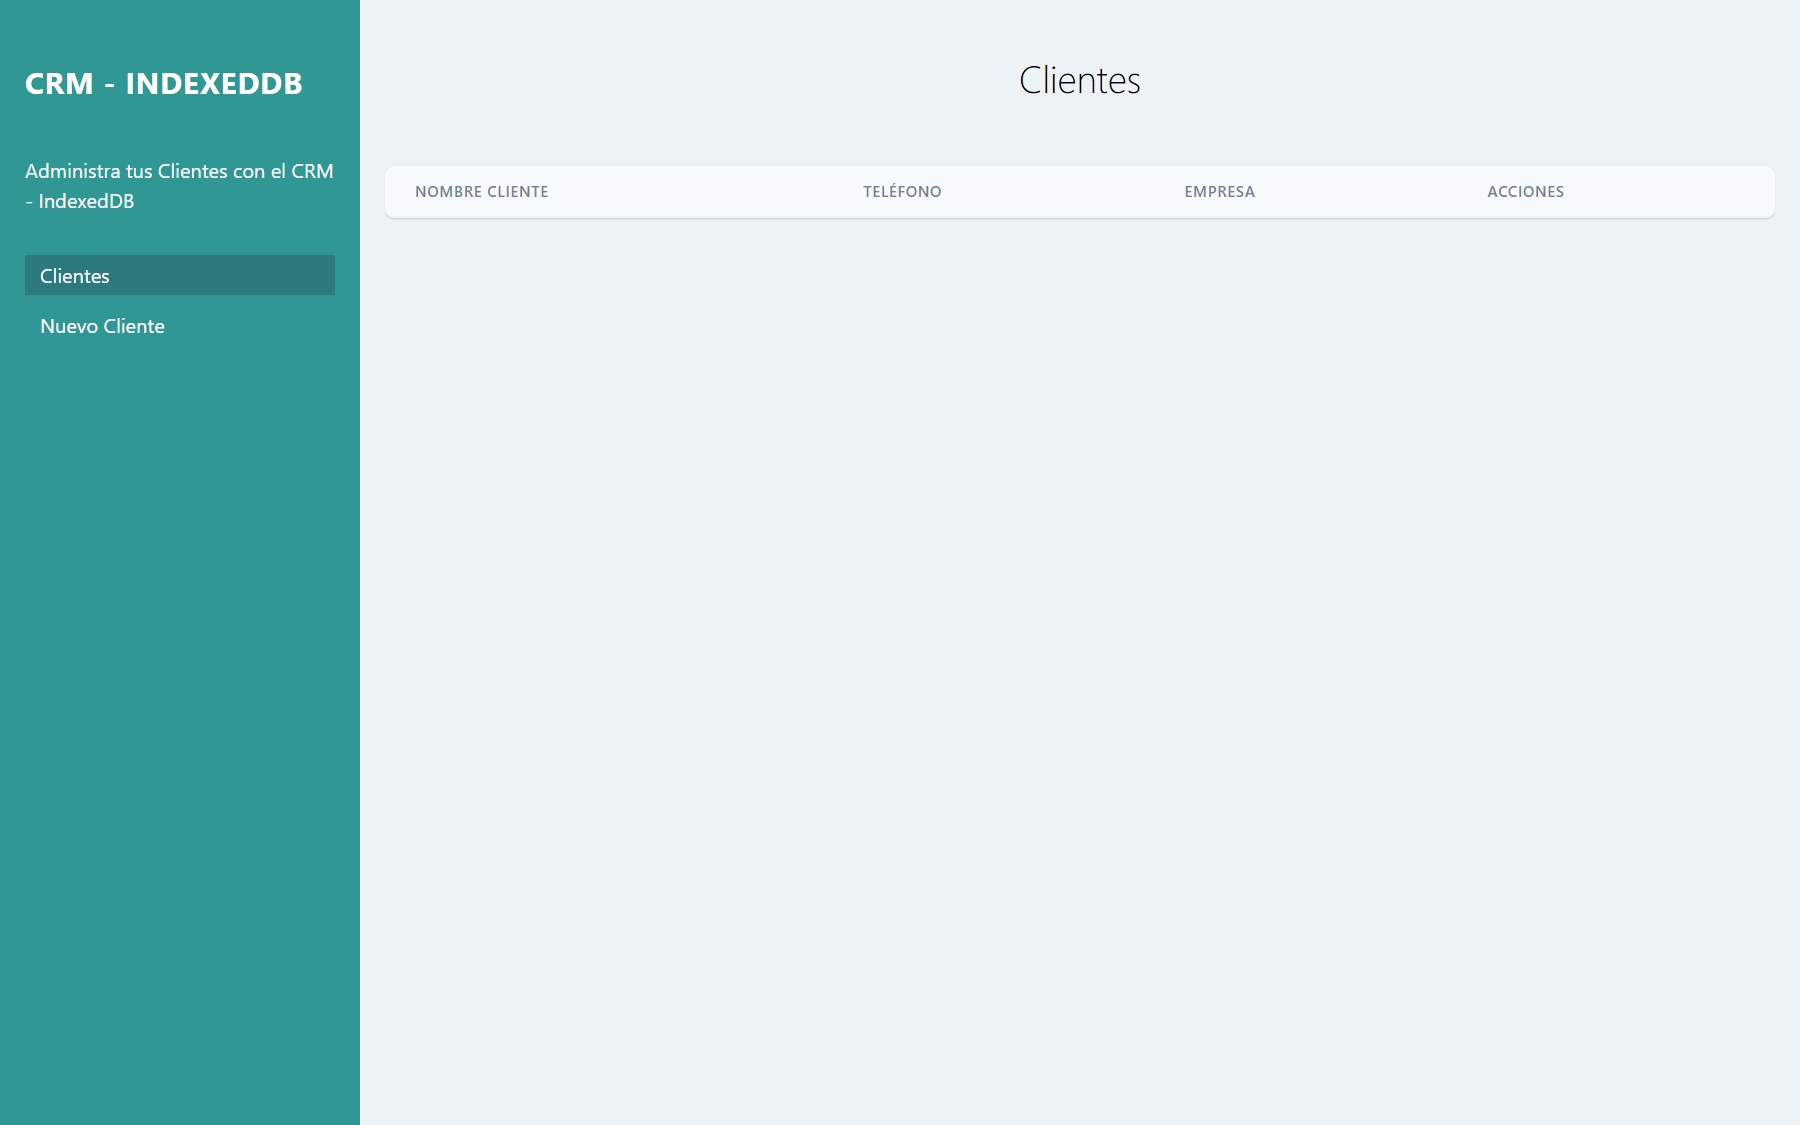 CRM - INDEXEDDB
Administra tus Clientes con el CRM
- IndexedDB
Clientes
Nuevo Cliente
Clientes
NOMBRE CLIENTE TELÉFONO EMPRESA ACCIONES